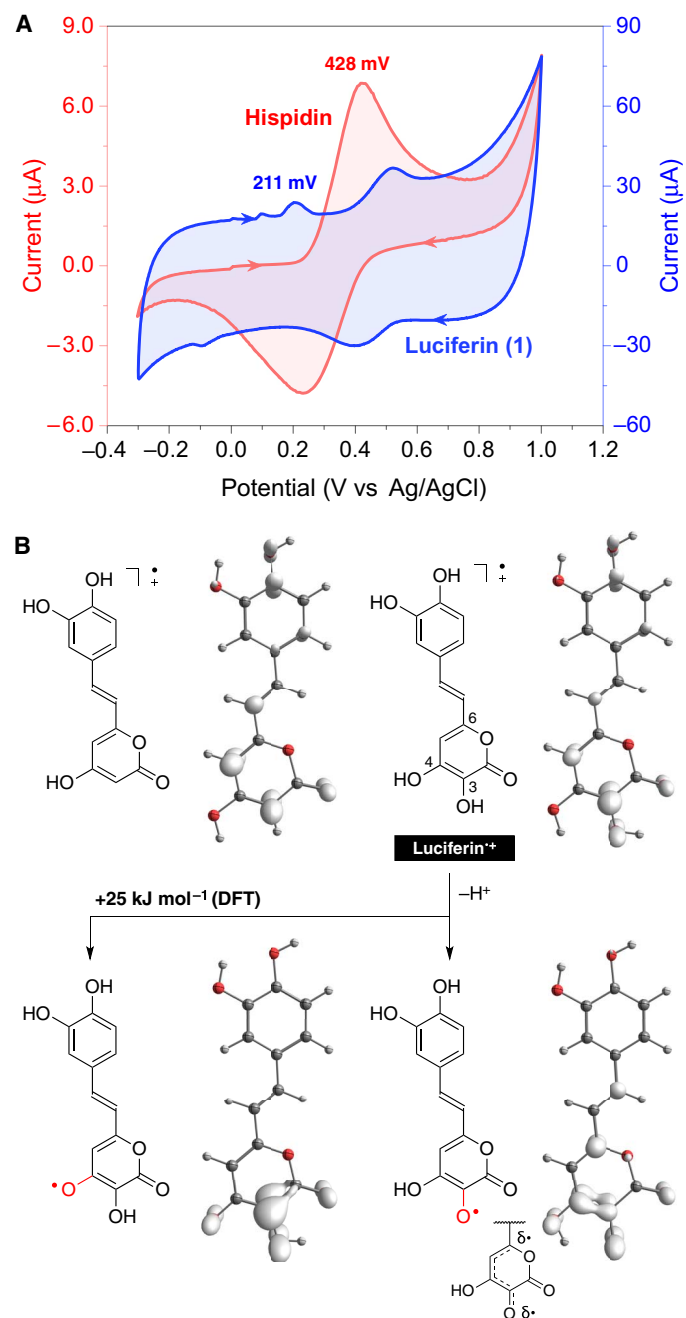 A
9.0
6.0
3.0
0.0
−3.0
−6.0
Current (μA)
428 mV
Hispidin
211 mV
Luciferin (1)
90
60
30
0
−30
−60
Current (μA)
−0.4
−0.2
0.0
0.2
0.4
0.6
0.8
1.0
1.2
Potential (V vs Ag/AgCl)
B
OH
HO
•
+
O
HO
O
OH
HO
•
+
6
O
4
3
HO
O
OH
Luciferin•+
+25 kJ mol−1 (DFT)
−H+
OH
HO
O
•O
O
OH
OH
HO
O
HO
O
O•
δ•
O
HO
O
O δ•